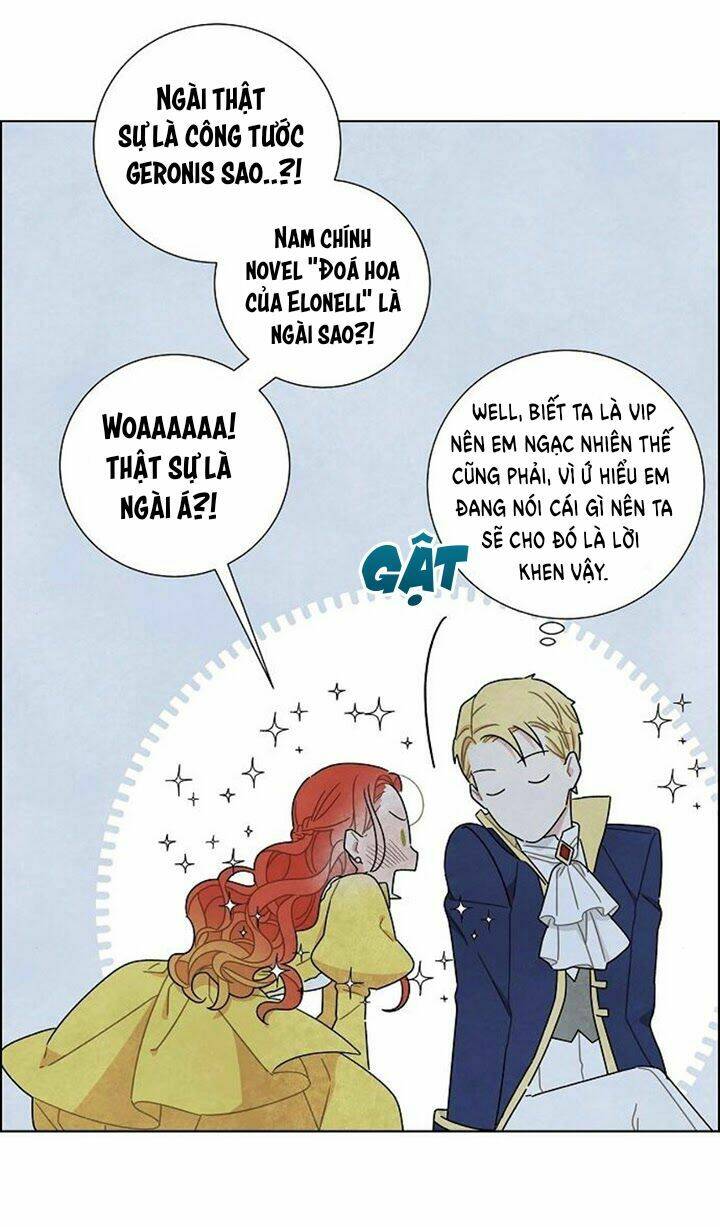 NGÀI THẬT
SỰ LÀ CÔNG TƯỚC
GERONIS SAO..?!
NAM CHÍNH
NOVEL "ĐOÁ HOA
CỦA ELONELL" LÀ
NGÀI SAO?!
WOAAAAAA!
THẬT SỰ LÀ
NGÀI Á?!
WELL, BIẾT TA LÀ VIP
NÊN EM NGẠC NHIÊN THẾ
CŨNG PHẢI, VÌ Ứ HIỂU EM
ĐANG NÓI CÁI GÌ NÊN TA
SẼ CHO ĐÓ LÀ LỜI
KHEN VẬY.
GẬT